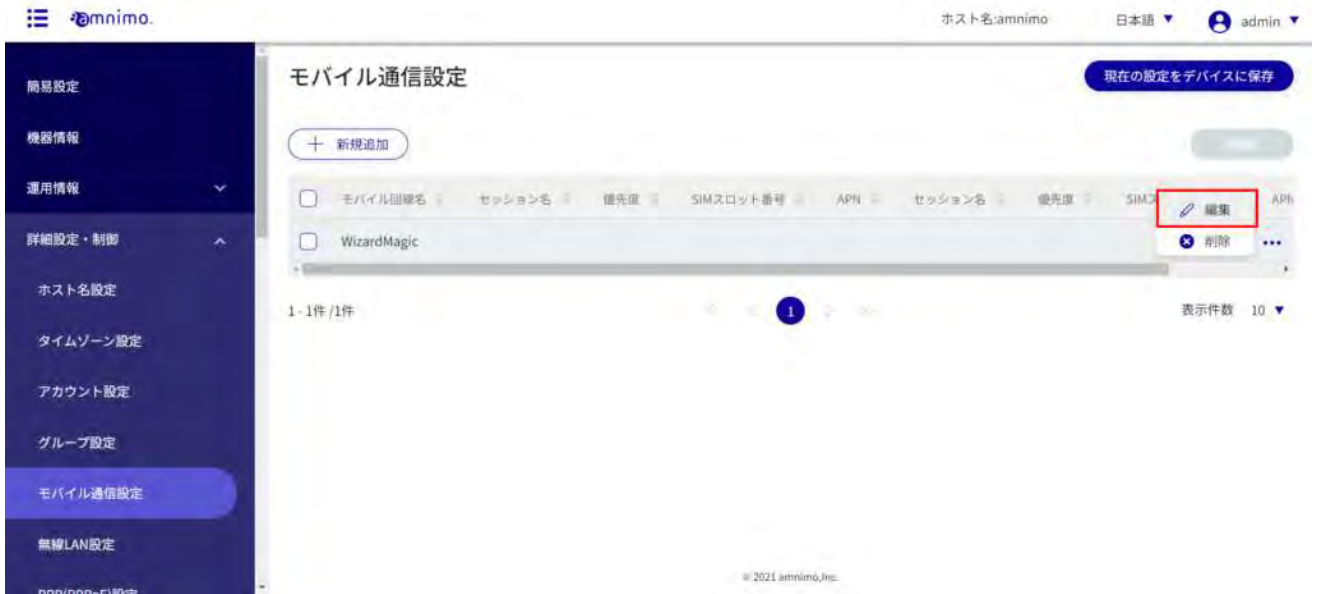 amnimo.
ホスト名:amnimo
日本語
admin
簡易設定
機器情報
運用情報
詳細設定・制御
ホスト名設定
タイムゾーン設定
アカウント設定
グループ設定
モバイル通信設定
無線LAN設定
モバイル通信設定
現在の設定をデバイスに保存
新規追加
モバイル回線名 セッション名 優先度 SIMスロット番号 APN セッション名 優先度 APN
編集
WizardMagic
削除
1 - 1件 /1件
1
表示件数 10
© 2021 amnimo,Inc.